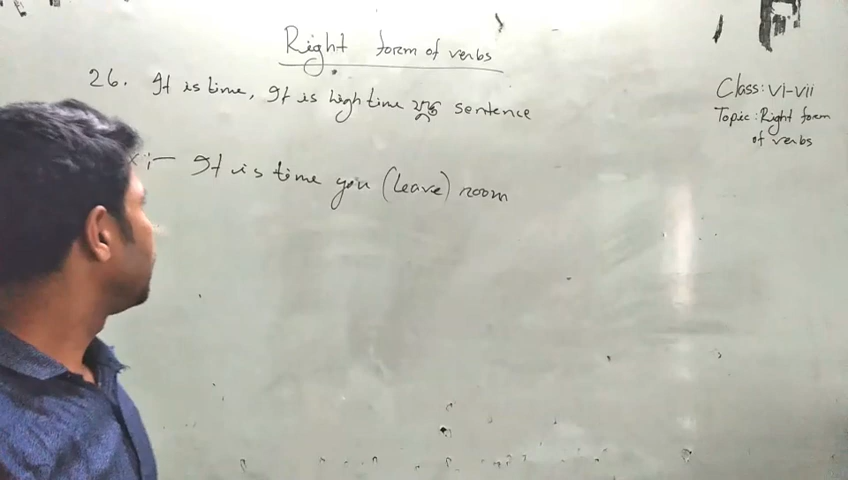 Right form of verbs
26. It is time, It is high time যুক্ত sentence
It is time you (leave) room
Class: vi-vii
Topic: Right form
of verbs